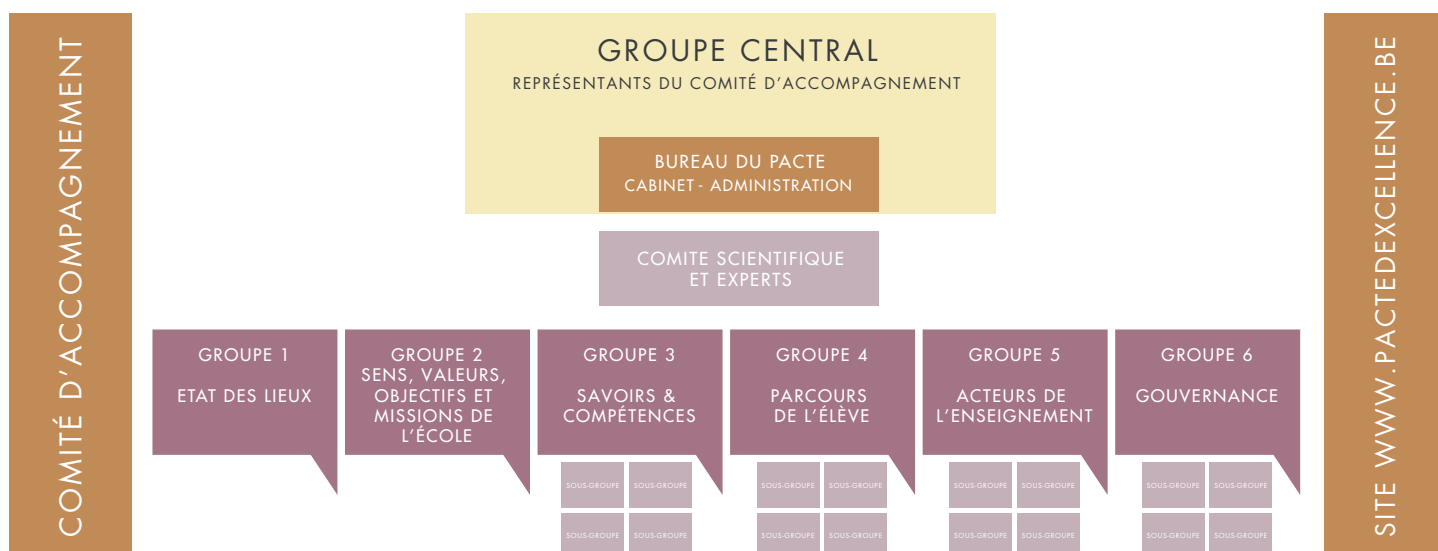 COMITÉ D'ACCOMPAGNEMENT
GROUPE CENTRAL
REPRÉSENTANTS DU COMITÉ D'ACCOMPAGNEMENT
BUREAU DU PACTE
CABINET - ADMINISTRATION
COMITE SCIENTIFIQUE
ET EXPERTS
GROUPE 1
ETAT DES LIEUX
GROUPE 2
SENS, VALEURS,
OBJECTIFS ET
MISSIONS DE
L'ÉCOLE
GROUPE 3
SAVOIRS &
COMPÉTENCES
SOUS-GROUPE SOUS-GROUPE
SOUS-GROUPE SOUS-GROUPE
GROUPE 4
PARCOURS
DE L'ÉLÈVE
SOUS-GROUPE SOUS-GROUPE
SOUS-GROUPE SOUS-GROUPE
GROUPE 5
ACTEURS DE
L'ENSEIGNEMENT
SOUS-GROUPE SOUS-GROUPE
SOUS-GROUPE SOUS-GROUPE
GROUPE 6
GOUVERNANCE
SOUS-GROUPE SOUS-GROUPE
SOUS-GROUPE SOUS-GROUPE
SITE WWW.PACTEDEXCELLENCE.BE